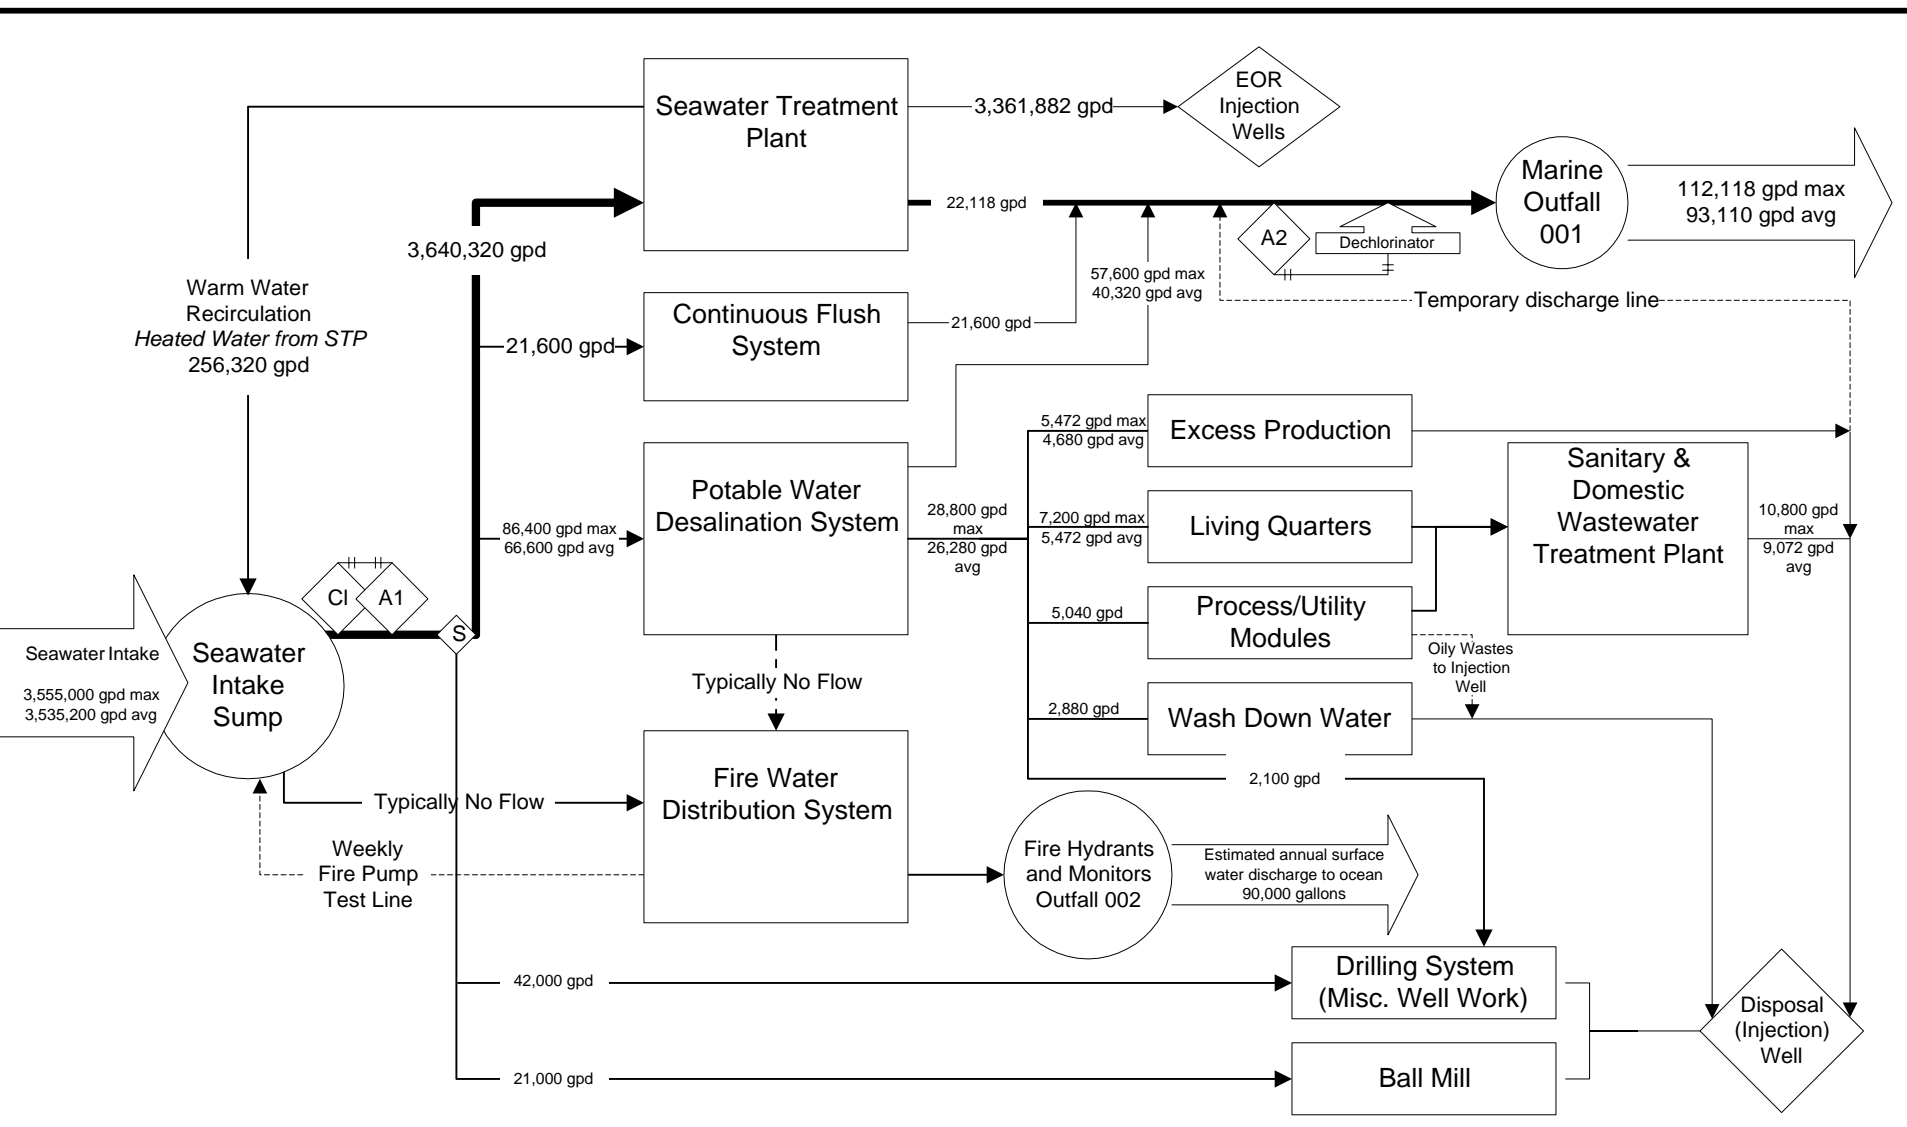 Seawater Treatment
Plant
3,361,882 gpd
EOR
Injection
Wells
22,118 gpd
Marine
Outfall
001
112,118 gpd max
93,110 gpd avg
A2
Dechlorinator
3,640,320 gpd
57,600 gpd max
40,320 gpd avg
Temporary discharge line
Warm Water
Recirculation
Heated Water from STP
256,320 gpd
21,600 gpd
Continuous Flush
System
21,600 gpd
5,472 gpd max
4,680 gpd avg
Excess Production
Potable Water
Desalination System
86,400 gpd max
66,600 gpd avg
28,800 gpd
max
26,280 gpd
avg
7,200 gpd max
5,472 gpd avg
Living Quarters
Sanitary &
Domestic
Wastewater
Treatment Plant
10,800 gpd
max
9,072 gpd
avg
Cl
A1
S
5,040 gpd
Process/Utility
Modules
Oily Wastes
to Injection
Well
Seawater Intake
3,555,000 gpd max
3,535,200 gpd avg
Seawater
Intake
Sump
Typically No Flow
2,880 gpd
Wash Down Water
2,100 gpd
Typically No Flow
Fire Water
Distribution System
Weekly
Fire Pump
Test Line
Fire Hydrants
and Monitors
Outfall 002
Estimated annual surface
water discharge to ocean
90,000 gallons
42,000 gpd
Drilling System
(Misc. Well Work)
Disposal
(Injection)
Well
21,000 gpd
Ball Mill